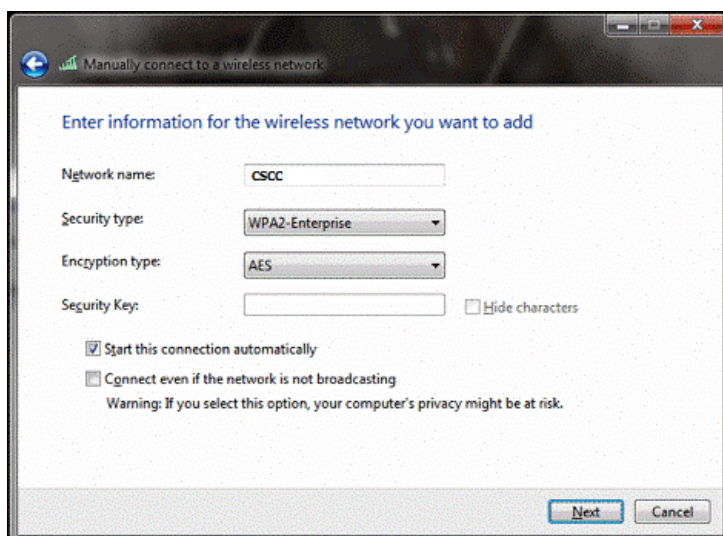 Manually connect to a wireless network
Enter information for the wireless network you want to add
Network name: CSCC
Security type: WPA2-Enterprise
Encryption type: AES
Security Key: Hide characters
Start this connection automatically
Connect even if the network is not broadcasting
Warning: If you select this option, your computer's privacy might be at risk.
Next Cancel